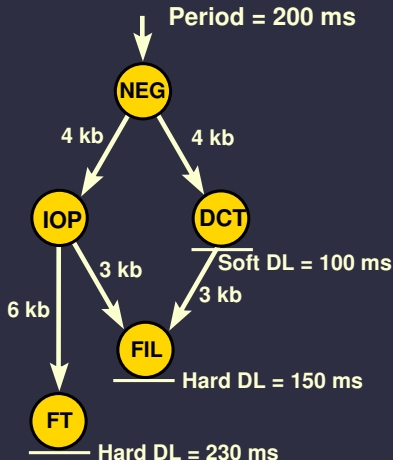 Period = 200 ms
NEG
4 kb
4 kb
IOP
DCT
Soft DL = 100 ms
3 kb
3 kb
6 kb
FIL
Hard DL = 150 ms
FT
Hard DL = 230 ms